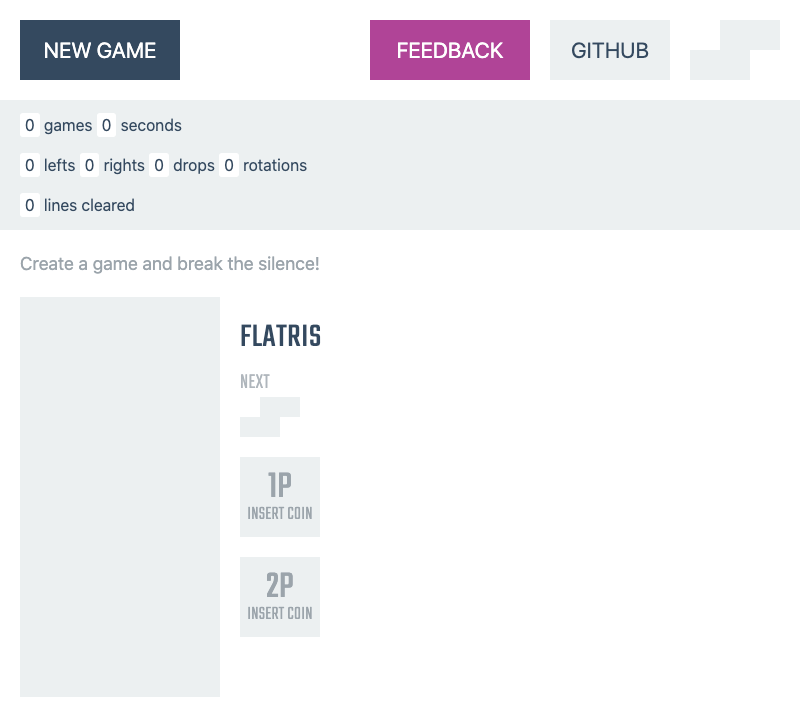 NEW GAME
FEEDBACK
GITHUB
0 games 0 seconds
0 lefts 0 rights 0 drops 0 rotations
0 lines cleared
Create a game and break the silence!
FLATRIS
NEXT
1P
INSERT COIN
2P
INSERT COIN